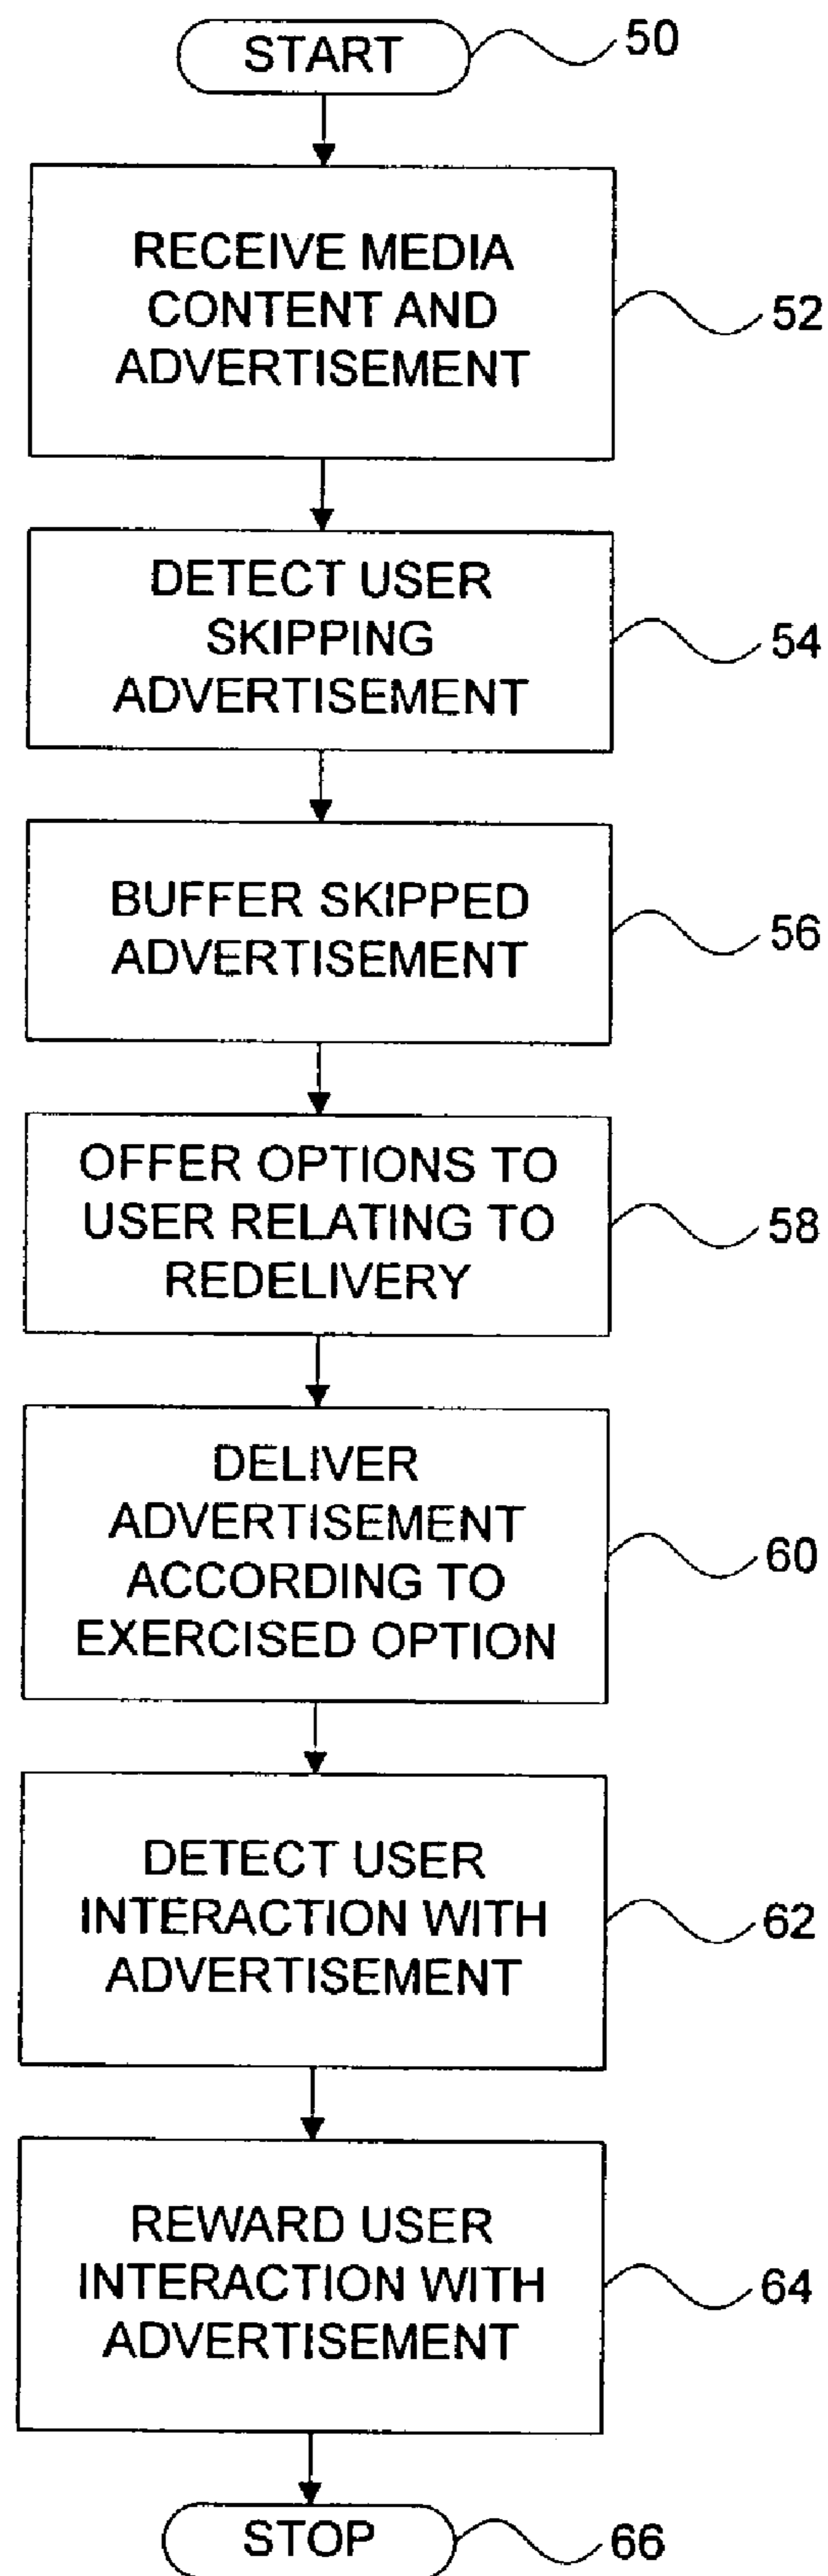 START
50
RECEIVE MEDIA
CONTENT AND
ADVERTISEMENT
52
DETECT USER
SKIPPING
ADVERTISEMENT
54
BUFFER SKIPPED
ADVERTISEMENT
56
OFFER OPTIONS TO
USER RELATING TO
REDELIVERY
58
DELIVER
ADVERTISEMENT
ACCORDING TO
EXERCISED OPTION
60
DETECT USER
INTERACTION WITH
ADVERTISEMENT
62
REWARD USER
INTERACTION WITH
ADVERTISEMENT
64
STOP
66